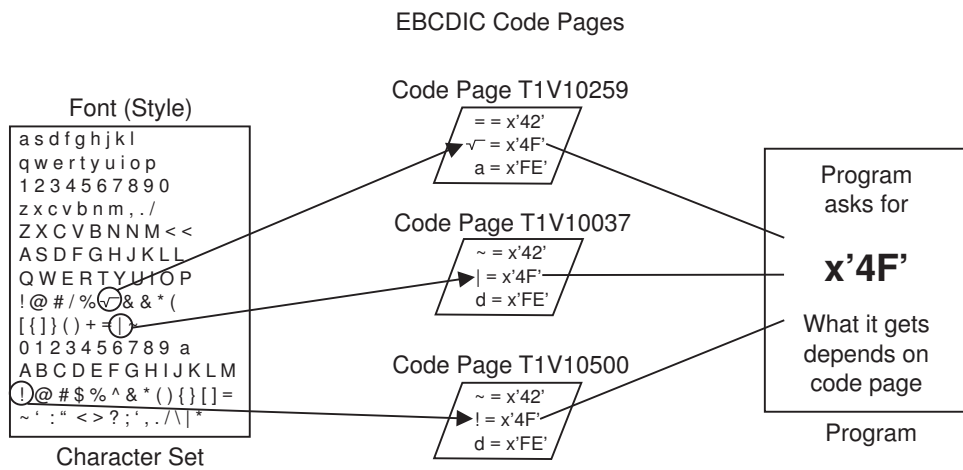 EBCDIC Code Pages
Font (Style)
a s d f g h j k l
q w e r t y u i o p
1 2 3 4 5 6 7 8 9 0
z x c v b n m , . /
Z X C V B N N M < <
A S D F G H J K L L
Q W E R T Y U I O P
! @ # / % √ & & * (
[ { ] } ( ) + = | ~
0 1 2 3 4 5 6 7 8 9 a
A B C D E F G H I J K L M
! @ # $ % ^ & * ( ) { } [ ] =
~ ‘ : “ < > ? ; ‘ , . / \ | *
Character Set
Code Page T1V10259
= = x'42'
√ = x'4F'
a = x'FE'
Code Page T1V10037
~ = x'42'
| = x'4F'
d = x'FE'
Code Page T1V10500
~ = x'42'
! = x'4F'
d = x'FE'
Program
asks for
x'4F'
What it gets
depends on
code page
Program